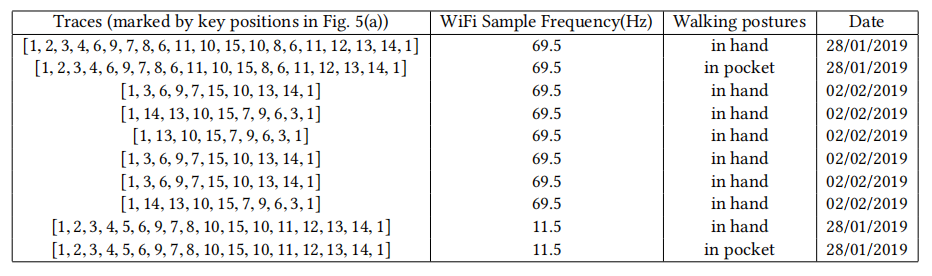 Traces (marked by key positions in Fig. 5(a)) WiFi Sample Frequency(Hz) Walking postures Date
[1, 2, 3, 4, 6, 9, 7, 8, 6, 11, 10, 15, 10, 8, 6, 11, 12, 13, 14, 1] 69.5 in hand 28/01/2019
[1, 2, 3, 4, 6, 9, 7, 8, 6, 11, 10, 15, 8, 6, 11, 12, 13, 14, 1] 69.5 in pocket 28/01/2019
[1, 3, 6, 9, 7, 15, 10, 13, 14, 1] 69.5 in hand 02/02/2019
[1, 14, 13, 10, 15, 7, 9, 6, 3, 1] 69.5 in hand 02/02/2019
[1, 13, 10, 15, 7, 9, 6, 3, 1] 69.5 in hand 02/02/2019
[1, 3, 6, 9, 7, 15, 10, 13, 14, 1] 69.5 in hand 02/02/2019
[1, 3, 6, 9, 7, 15, 10, 13, 14, 1] 69.5 in hand 02/02/2019
[1, 14, 13, 10, 15, 7, 9, 6, 3, 1] 69.5 in hand 02/02/2019
[1, 2, 3, 4, 5, 6, 9, 7, 8, 10, 15, 10, 11, 12, 13, 14, 1] 11.5 in hand 28/01/2019
[1, 2, 3, 4, 5, 6, 9, 7, 8, 10, 15, 10, 11, 12, 13, 14, 1] 11.5 in pocket 28/01/2019